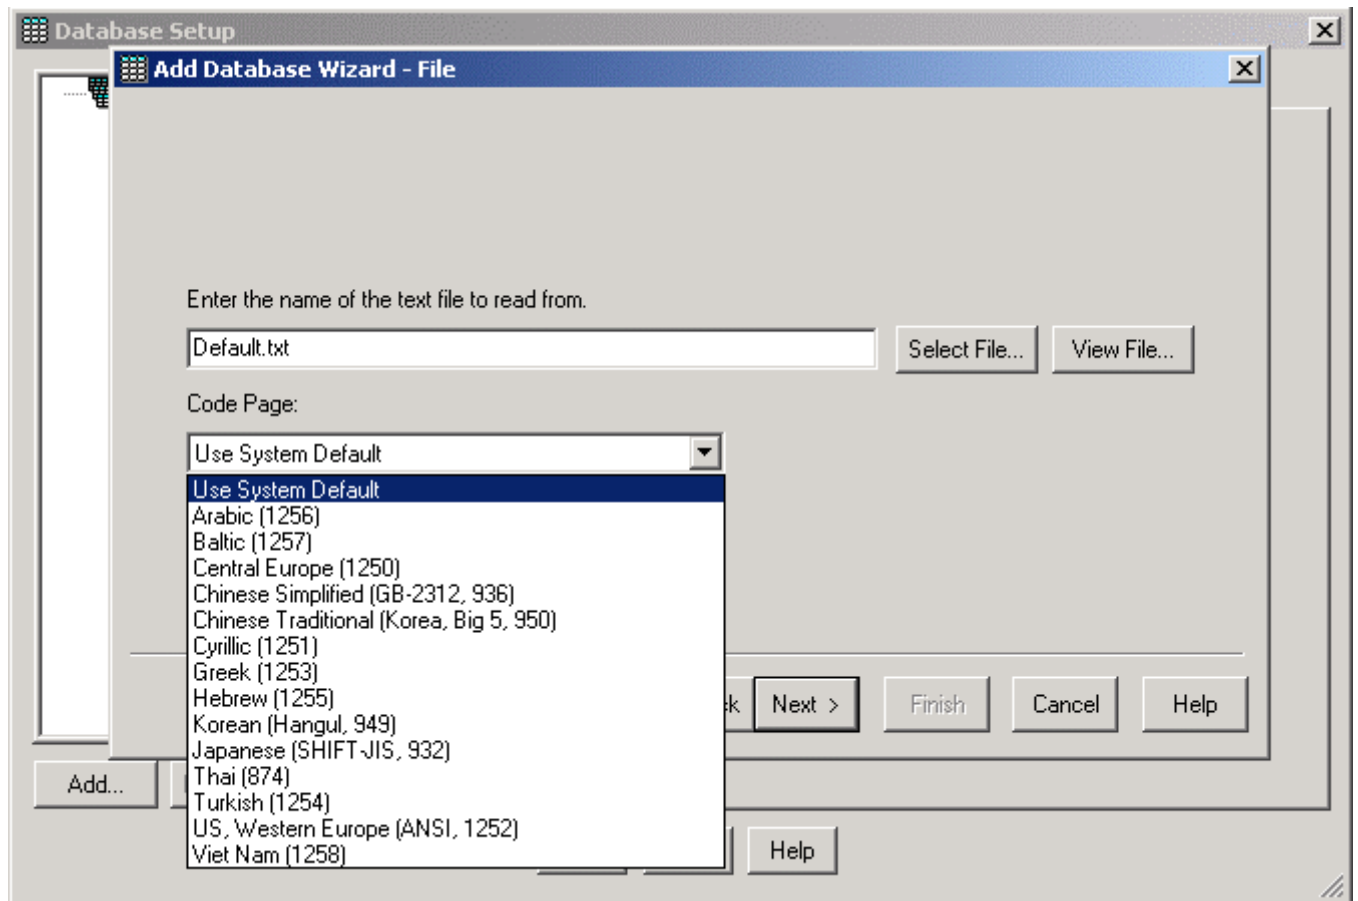 Database Setup
Add Database Wizard - File
Enter the name of the text file to read from.
Default.txt
Select File...
View File...
Code Page:
Use System Default
Use System Default
Arabic (1256)
Baltic (1257)
Central Europe (1250)
Chinese Simplified (GB-2312, 936)
Chinese Traditional (Korea, Big 5, 950)
Cyrillic (1251)
Greek (1253)
Hebrew (1255)
Korean (Hangul, 949)
Japanese (SHIFT-JIS, 932)
Thai (874)
Turkish (1254)
US, Western Europe (ANSI, 1252)
Viet Nam (1258)
Next >
Finish
Cancel
Help
Add...
Help